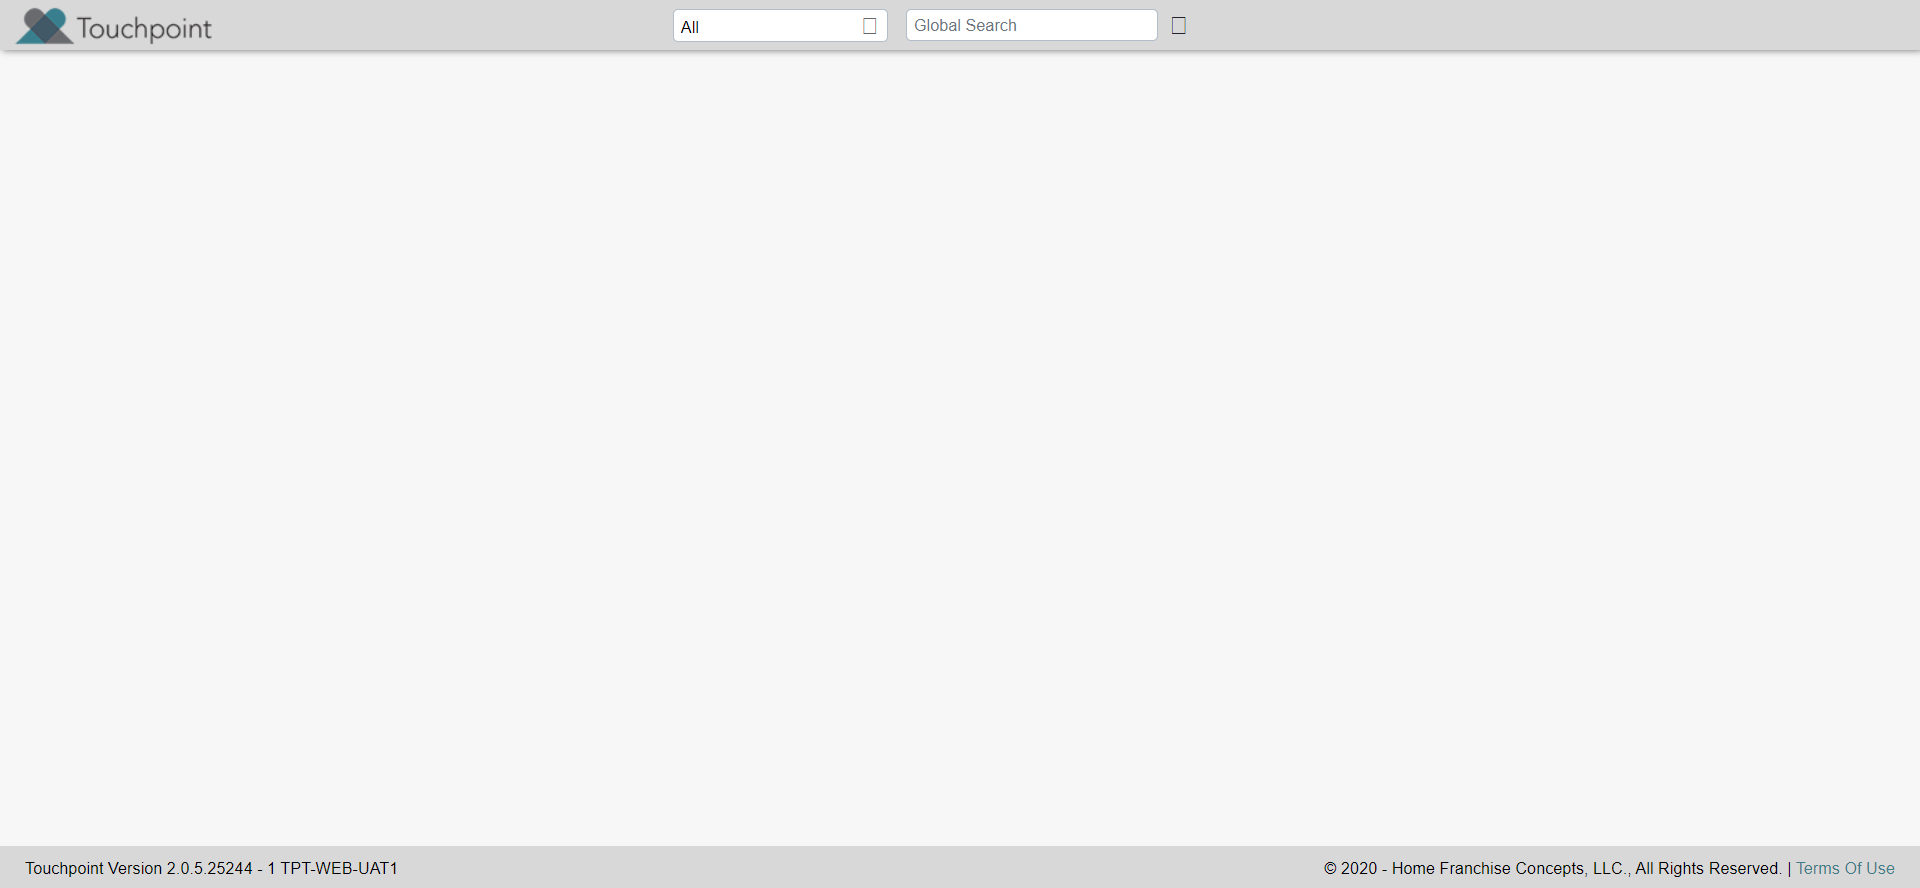 Touchpoint
All
Global Search
Touchpoint Version 2.0.5.25244 - 1 TPT-WEB-UAT1
© 2020 - Home Franchise Concepts, LLC., All Rights Reserved. | Terms Of Use